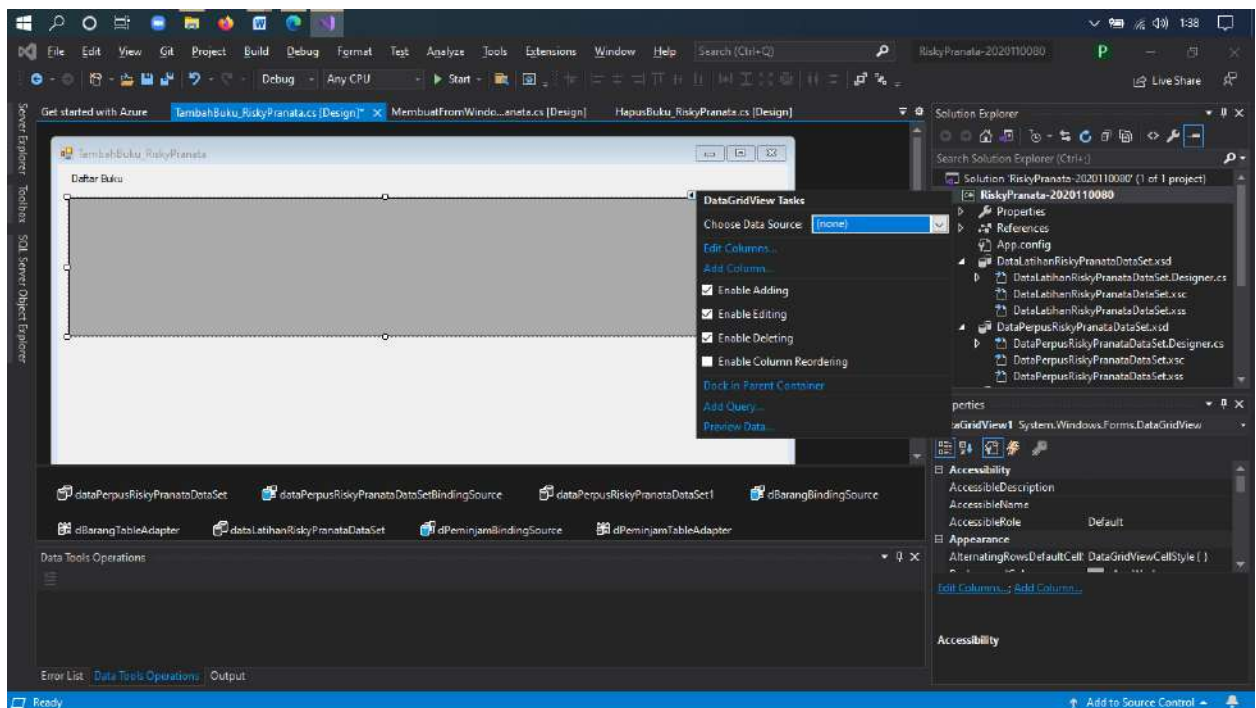 1:38
File Edit View Git Project Build Debug Format Test Analyze Tools Extensions Window Help Search (Ctrl+Q) RiskyPranata-2020110080 P
Debug Any CPU Start Live Share
Server Explorer
Toolbox
SQL Server Object Explorer
Get started with Azure TambahBuku_RiskyPranata.cs [Design]* MembuatFromWindo...anata.cs [Design] HapusBuku_RiskyPranata.cs [Design]
TambahBuku_RiskyPranata
Daftar Buku
DataGridView Tasks
Choose Data Source: (none)
Edit Columns...
Add Column...
Enable Adding
Enable Editing
Enable Deleting
Enable Column Reordering
Dock in Parent Container
Add Query...
Preview Data...
Solution Explorer
Search Solution Explorer (Ctrl+;)
Solution 'RiskyPranata-2020110080' (1 of 1 project)
RiskyPranata-2020110080
Properties
References
App.config
DataLatihanRiskyPranataDataSet.xsd
DataLatihanRiskyPranataDataSet.Designer.cs
DataLatihanRiskyPranataDataSet.xsc
DataLatihanRiskyPranataDataSet.xss
DataPerpusRiskyPranataDataSet.xsd
DataPerpusRiskyPranataDataSet.Designer.cs
DataPerpusRiskyPranataDataSet.xsc
DataPerpusRiskyPranataDataSet.xss
perties
aGridView1 System.Windows.Forms.DataGridView
Accessibility
AccessibleDescription
AccessibleName
AccessibleRole Default
Appearance
AlternatingRowsDefaultCell: DataGridViewCellStyle { }
Edit Columns..., Add Column...
Accessibility
dataPerpusRiskyPranataDataSet dataPerpusRiskyPranataDataSetBindingSource dataPerpusRiskyPranataDataSet1 dBarangBindingSource
dBarangTableAdapter dataLatihanRiskyPranataDataSet dPeminjamBindingSource dPeminjamTableAdapter
Data Tools Operations
Error List Data Tools Operations Output
Ready Add to Source Control